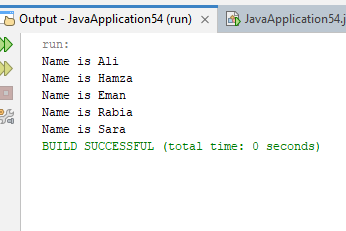 Output - JavaApplication54 (run) JavaApplication54.j
run:
Name is Ali
Name is Hamza
Name is Eman
Name is Rabia
Name is Sara
BUILD SUCCESSFUL (total time: 0 seconds)